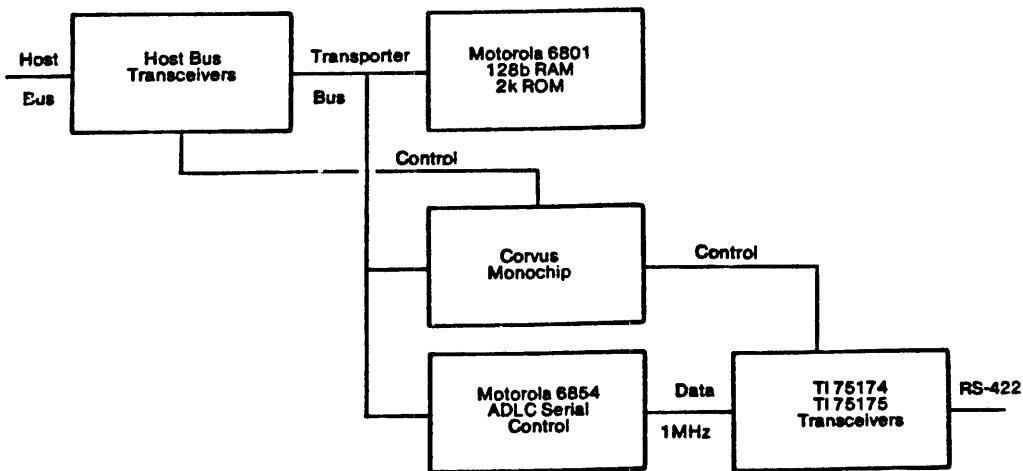 Host
Bus
Host Bus
Transceivers
Transporter
Bus
Motorola 6801
128b RAM
2k ROM
Control
Corvus
Monochip
Control
Motorola 6854
ADLC Serial
Control
Data
1MHz
TI 75174
TI 75175
Transceivers
RS-422